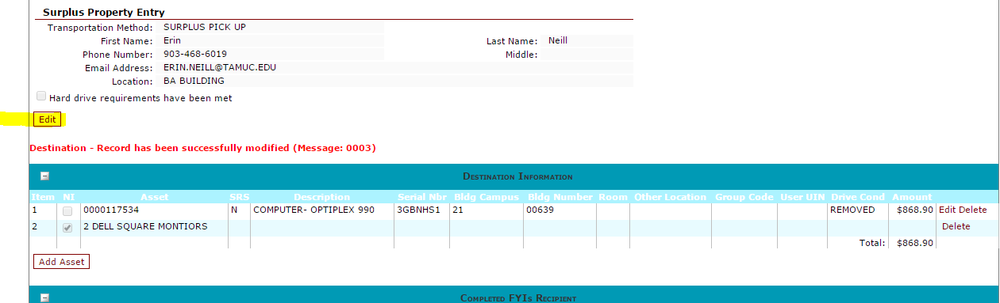 Surplus Property Entry
Transportation Method: SURPLUS PICK UP
First Name: Erin Last Name: Neill
Phone Number: 903-468-6019 Middle:
Email Address: ERIN.NEILL@TAMUC.EDU
Location: BA BUILDING
Hard drive requirements have been met
Edit
Destination - Record has been successfully modified (Message: 0003)
Destination Information
Item NI Asset SRS Description Serial Nbr Bldg Campus Bldg Number Room Other Location Group Code User UIN Drive Cond Amount
1 0000117534 N COMPUTER- OPTIPLEX 990 3GBNHS1 21 00639 REMOVED $868.90 Edit Delete
2 2 DELL SQUARE MONTIORS Delete
Total: $868.90
Add Asset
Completed FYIs Recipient